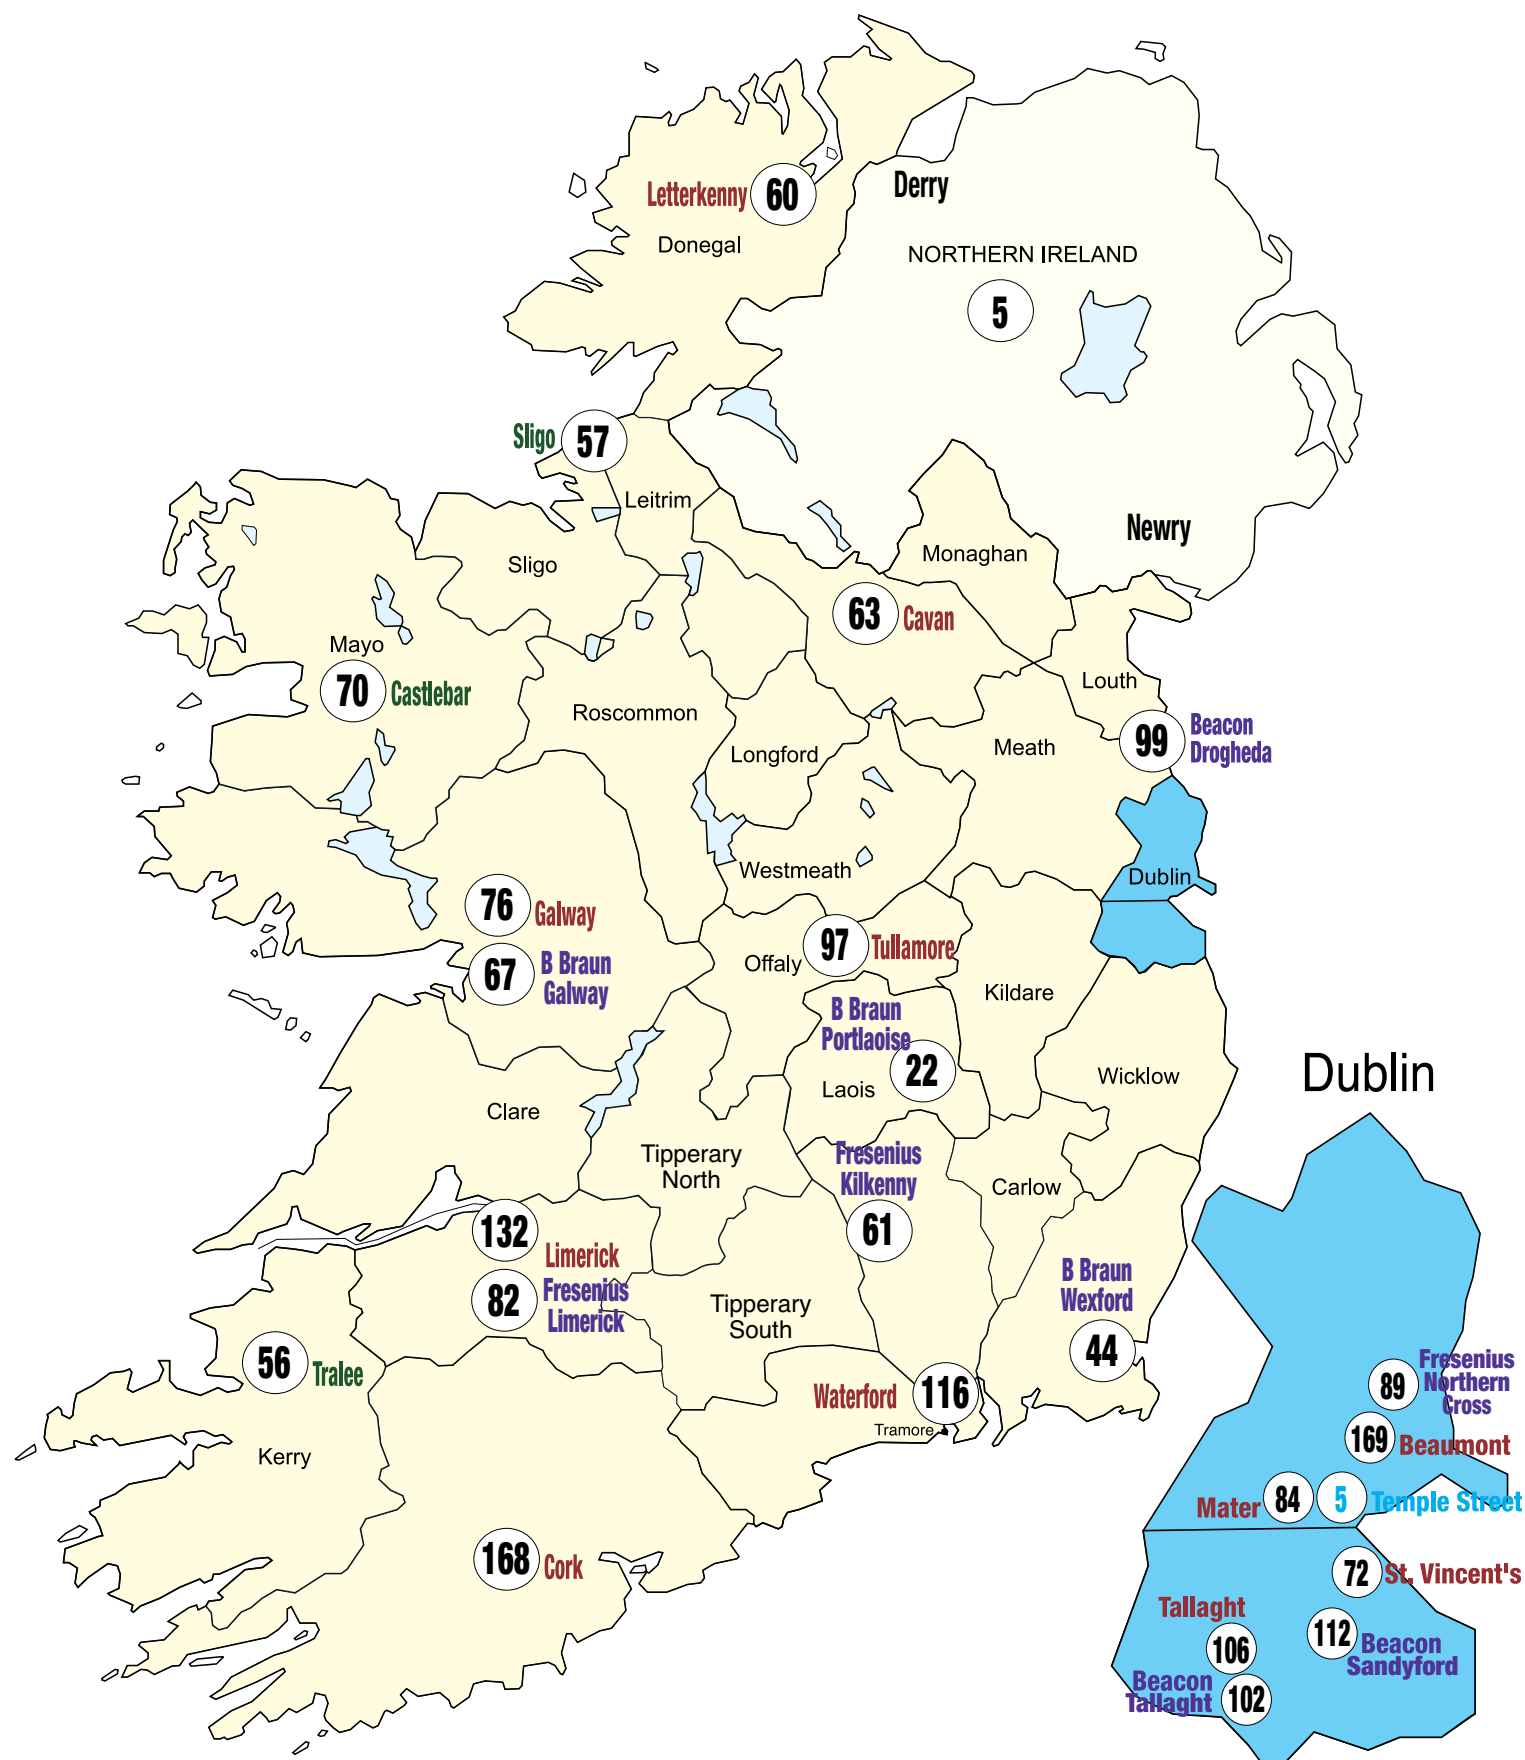 Letterkenny 60
Donegal
Derry
NORTHERN IRELAND
5
Sligo 57
Leitrim
Newry
Monaghan
Sligo
63 Cavan
Mayo
70 Castlebar
Louth
Roscommon
Longford
Meath
99 Beacon
Drogheda
Westmeath
Dublin
76 Galway
67 B Braun
Galway
Offaly
97 Tullamore
Kildare
B Braun
Portlaoise
22
Laois
Wicklow
Clare
Tipperary
North
Fresenius
Kilkenny
61
Carlow
132
Limerick
82 Fresenius
Limerick
B Braun
Wexford
44
Tipperary
South
56 Tralee
Waterford 116
Tramore
Kerry
168 Cork
Dublin
89 Fresenius
Northern
Cross
169 Beaumont
Mater 84 5 Temple Street
72 St. Vincent's
Tallaght
106
112 Beacon
Sandyford
Beacon
Tallaght 102